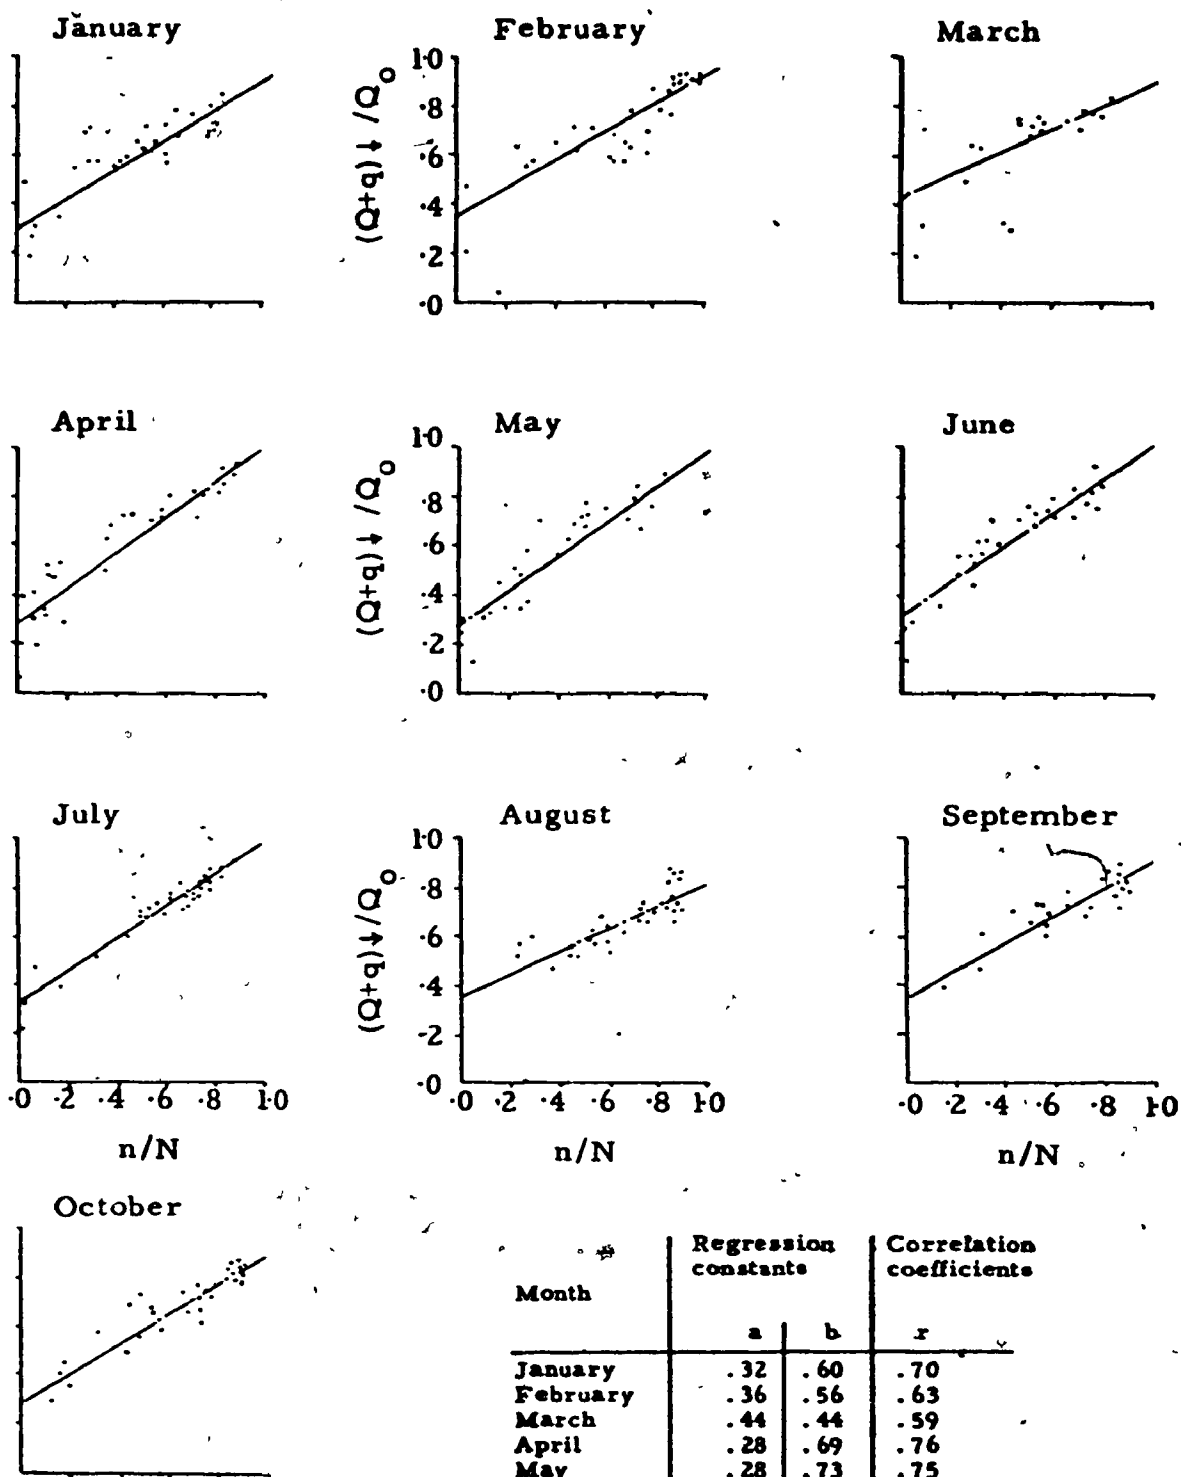 January
February
March
(Q+q)↓/Q₀
1·0
·8
·6
·4
·2
·0
April
May
June
(Q+q)↓/Q₀
1·0
·8
·6
·4
·2
·0
July
August
September
(Q+q)↓/Q₀
1·0
·8
·6
·4
·2
·0
·0 ·2 ·4 ·6 ·8 1·0
·0 ·2 ·4 ·6 ·8 1·0
·0 ·2 ·4 ·6 ·8 1·0
n/N
n/N
n/N
October
Month
Regression
constants
Correlation
coefficients
a b r
January .32 .60 .70
February .36 .56 .63
March .44 .44 .59
April .28 .69 .76
May .28 .73 .75